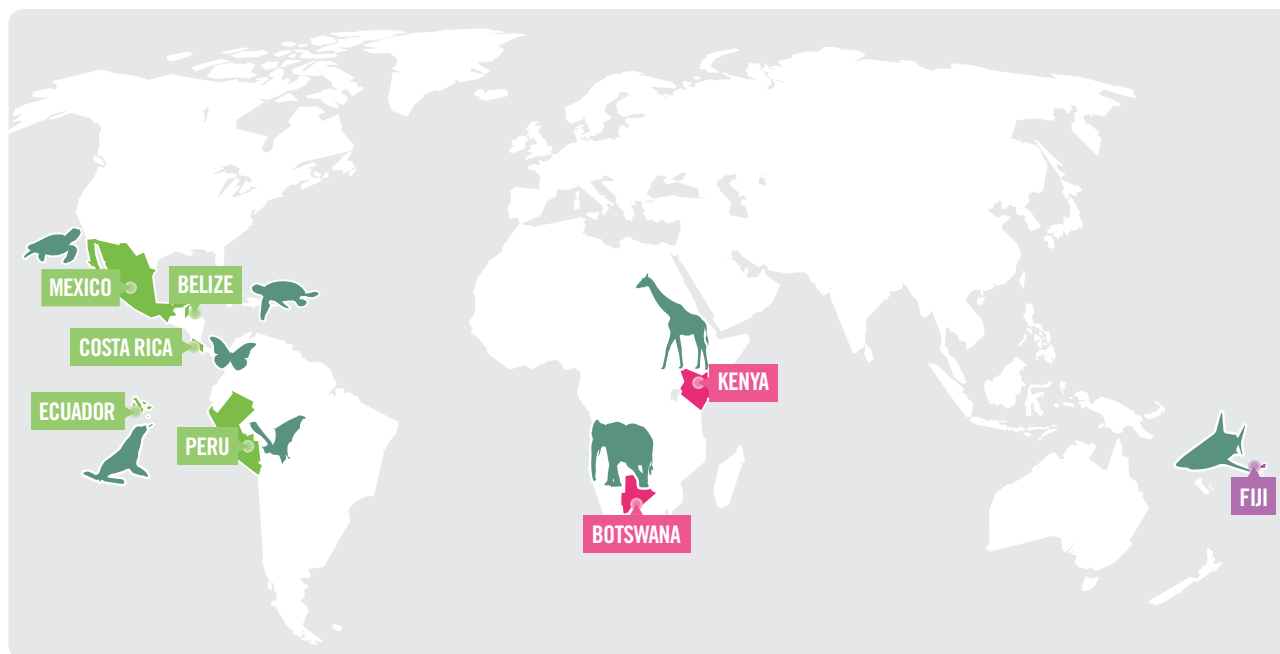 MEXICO
BELIZE
COSTA RICA
KENYA
ECUADOR
PERU
FIJI
BOTSWANA